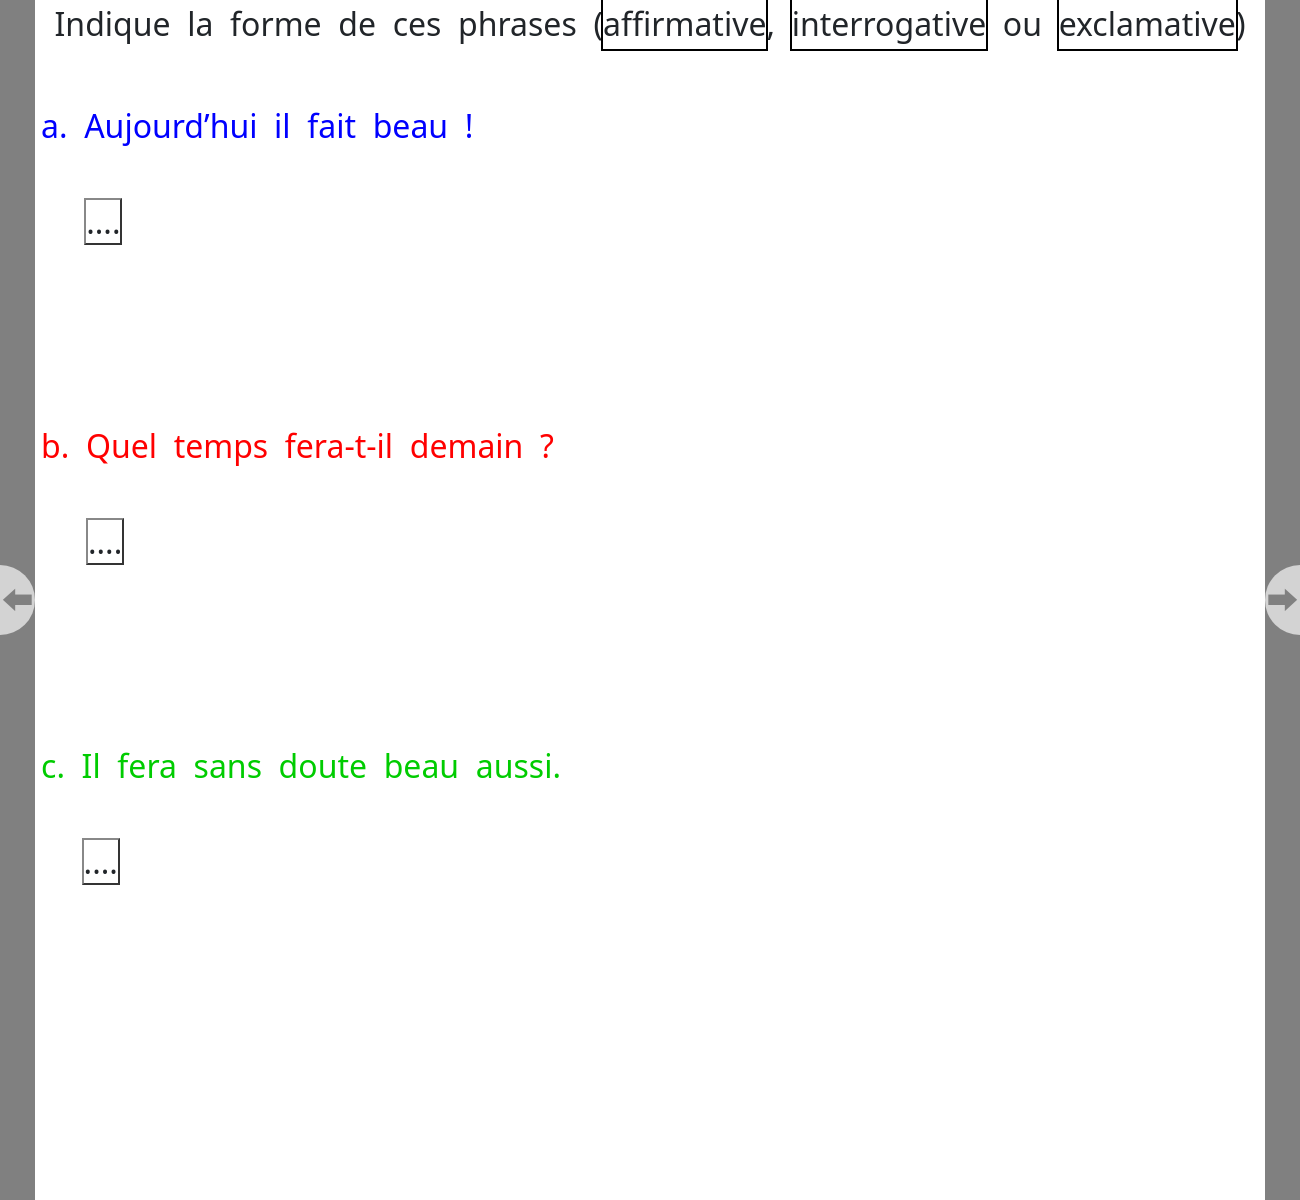 Indique la forme de ces phrases (affirmative, interrogative ou exclamative)
a. Aujourd’hui il fait beau !
....
b. Quel temps fera-t-il demain ?
....
c. Il fera sans doute beau aussi.
....